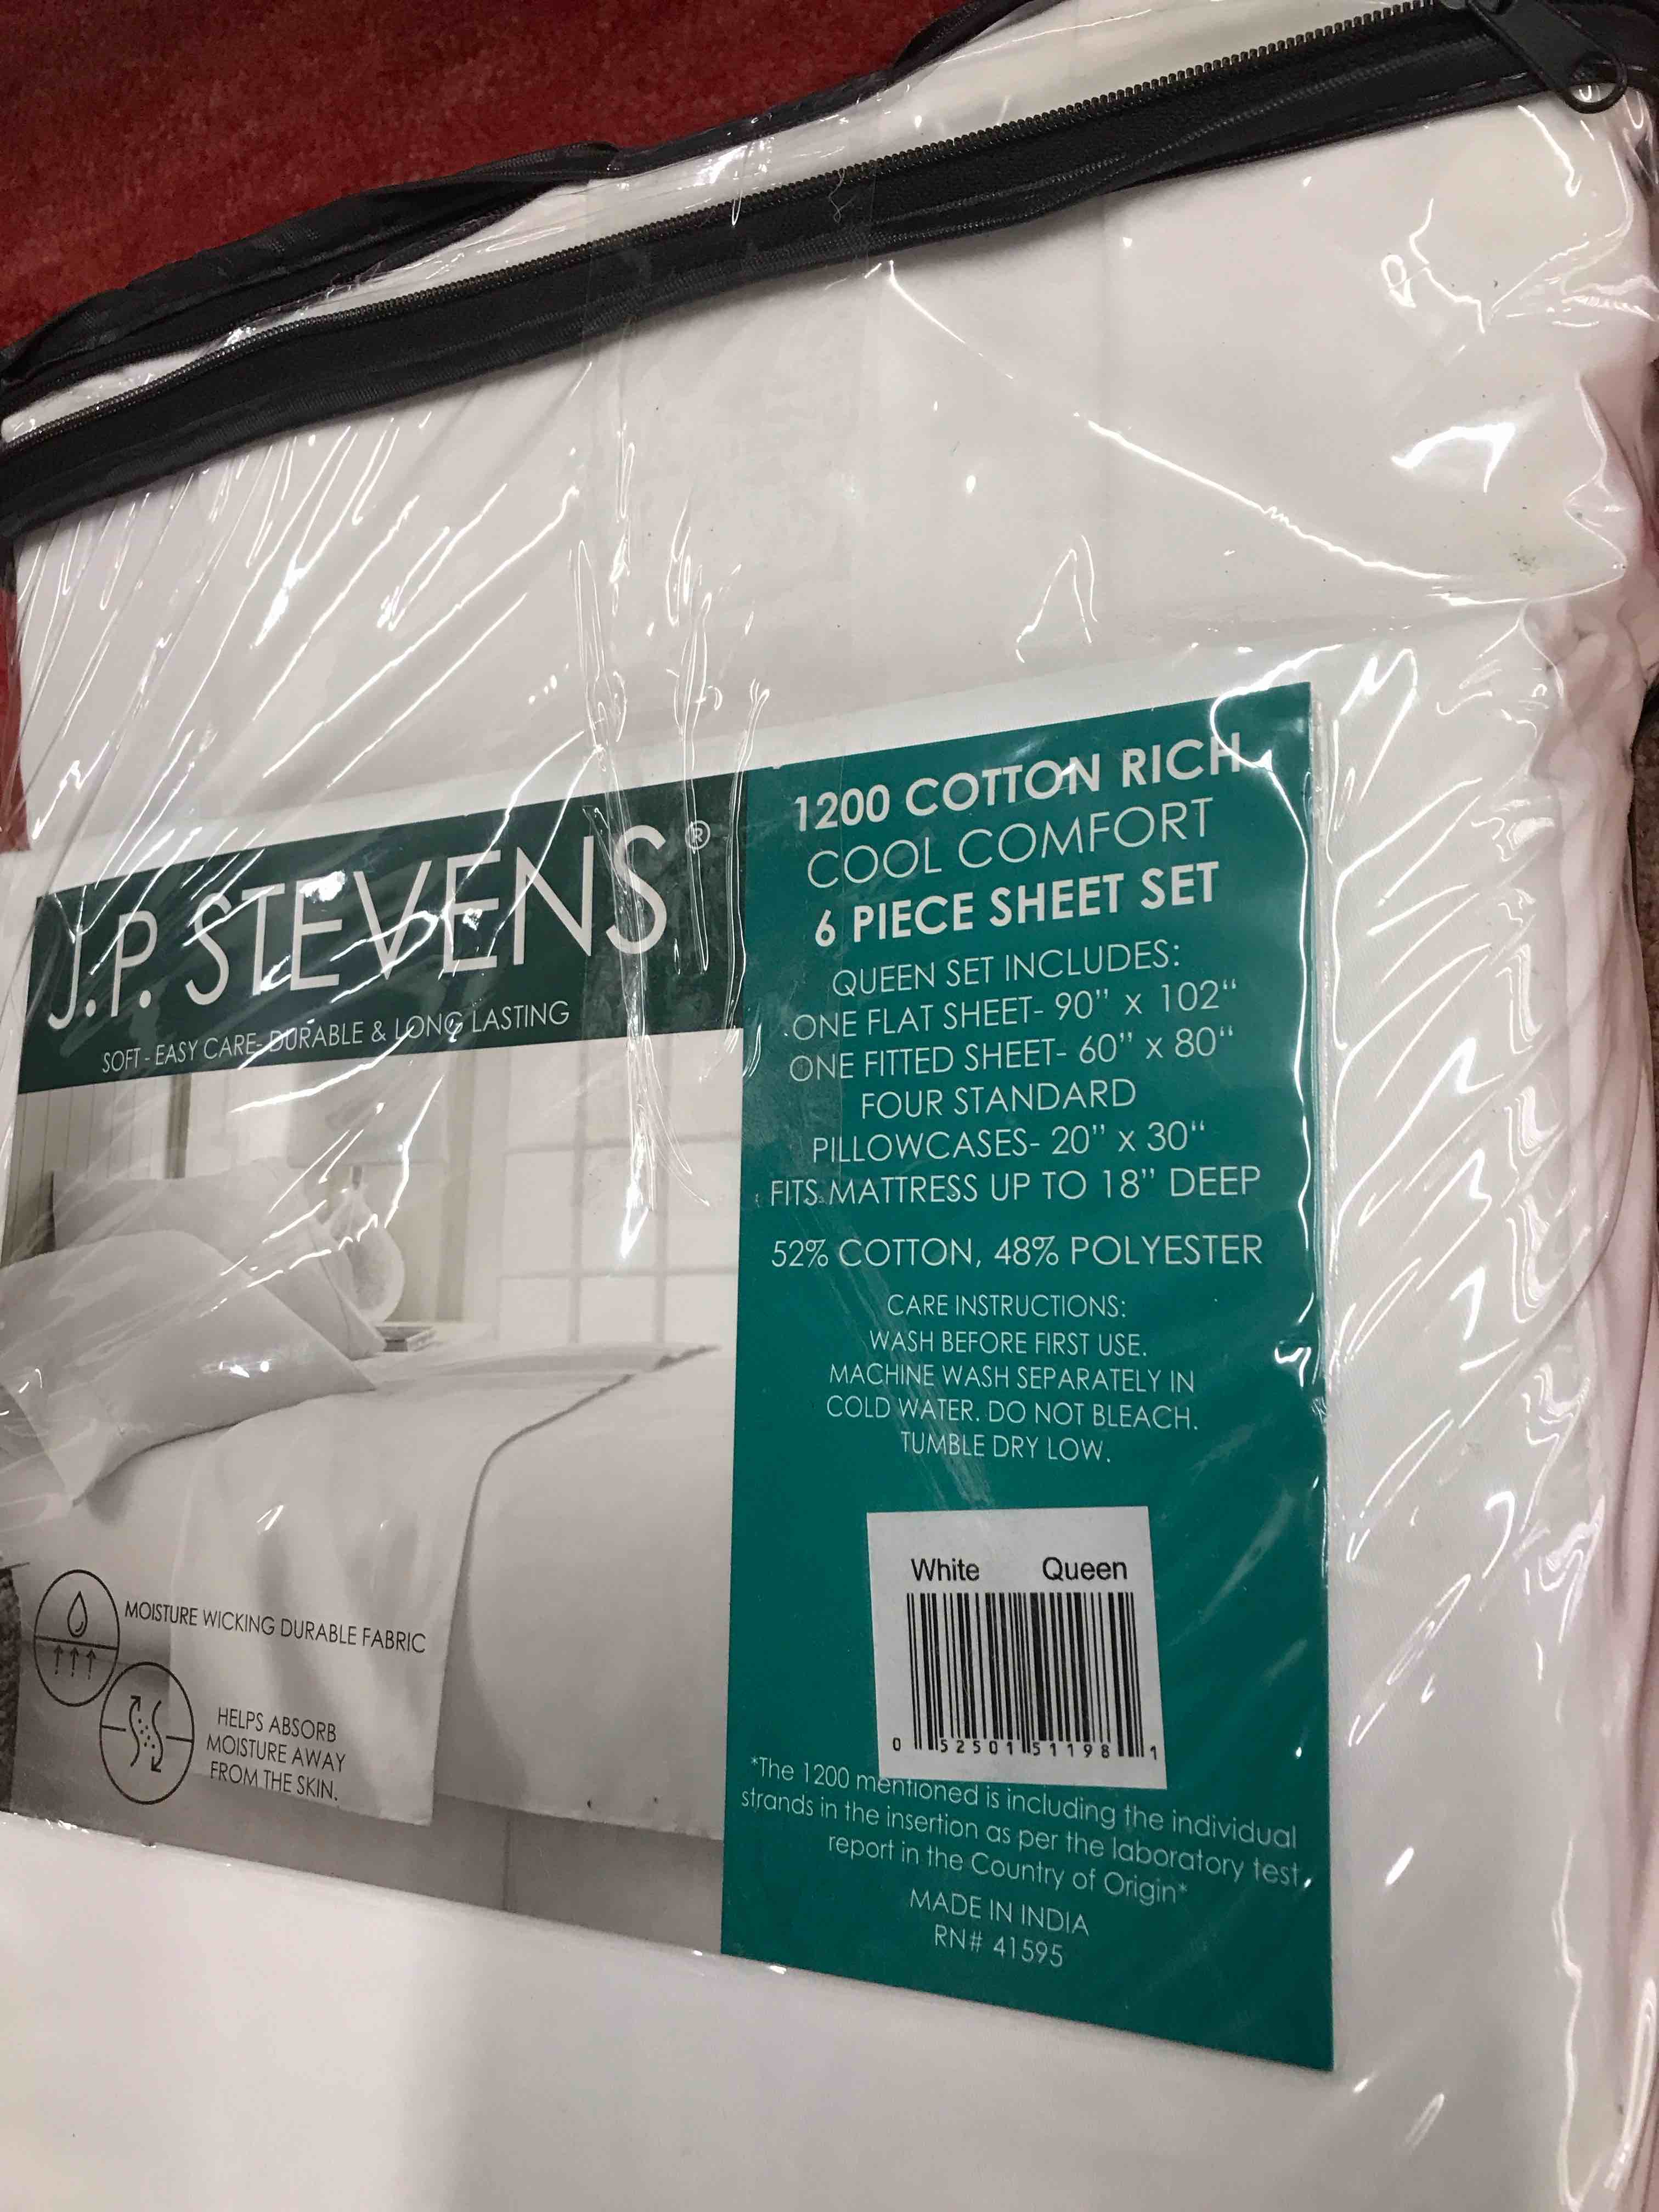 J.P. STEVENS®
SOFT - EASY CARE- DURABLE & LONG LASTING
MOISTURE WICKING DURABLE FABRIC
HELPS ABSORB
MOISTURE AWAY
FROM THE SKIN.
1200 COTTON RICH
COOL COMFORT
6 PIECE SHEET SET
QUEEN SET INCLUDES:
ONE FLAT SHEET- 90" x 102"
ONE FITTED SHEET- 60" x 80"
FOUR STANDARD
PILLOWCASES- 20" x 30"
FITS MATTRESS UP TO 18" DEEP
52% COTTON, 48% POLYESTER
CARE INSTRUCTIONS:
WASH BEFORE FIRST USE.
MACHINE WASH SEPARATELY IN
COLD WATER. DO NOT BLEACH.
TUMBLE DRY LOW.
White Queen
0 52501 51198 1
*The 1200 mentioned is including the individual
strands in the insertion as per the laboratory test
report in the Country of Origin*
MADE IN INDIA
RN# 41595